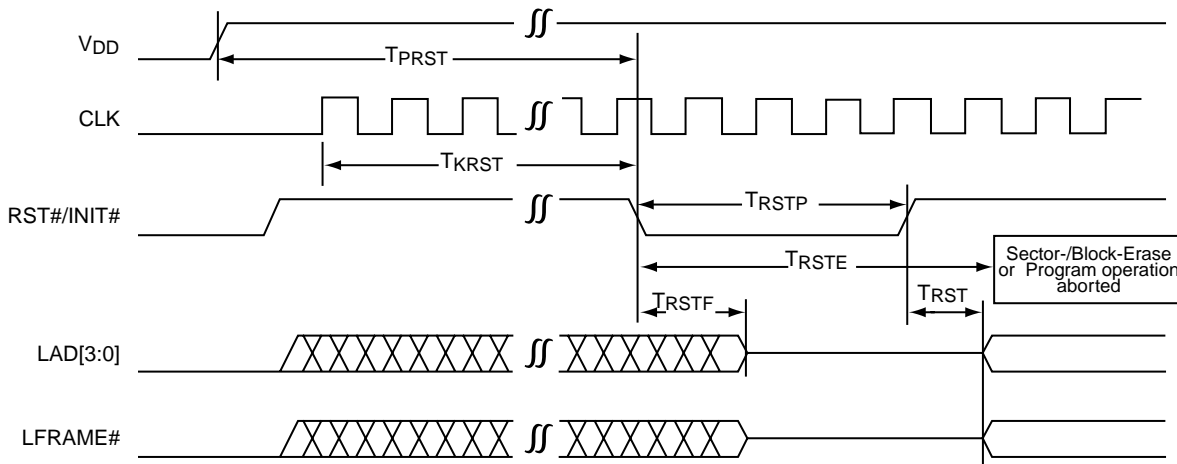 VDD
TPRST
CLK
TKRST
RST#/INIT#
TRSTP
TRSTE
Sector-/Block-Erase
or Program operation
aborted
TRSTF
TRST
LAD[3:0]
LFRAME#